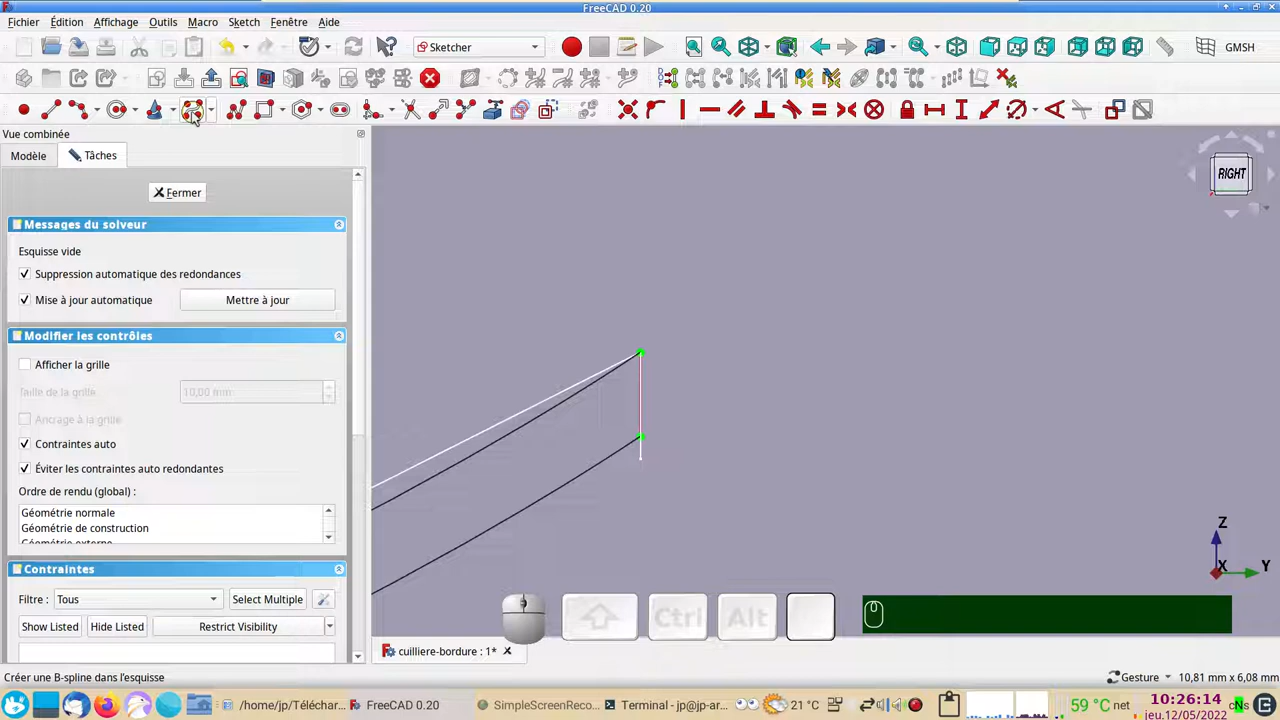 FreeCAD 0.20
Fichier Édition Affichage Outils Macro Sketch Fenêtre Aide
Sketcher
GMSH
Vue combinée
Modèle Tâches
Fermer
Messages du solveur
Esquisse vide
Suppression automatique des redondances
Mise à jour automatique Mettre à jour
Modifier les contrôles
Afficher la grille
Taille de la grille 10,00 mm
Ancrage à la grille
Contraintes auto
Éviter les contraintes auto redondantes
Ordre de rendu (global) :
Géométrie normale
Géométrie de construction
Géométrie externe
Contraintes
Filtre : Tous Select Multiple
Show Listed Hide Listed Restrict Visibility
RIGHT
Z
X Y
Ctrl Alt
cuilliere-bordure : 1*
Créer une B-spline dans l'esquisse
Gesture 10,81 mm x 6,08 mm
/home/jp/Téléchar... FreeCAD 0.20 SimpleScreenReco... Terminal - jp@jp-ar... 21 °C 59 °C net 10:26:14 cNs
jeu.12/05/2022